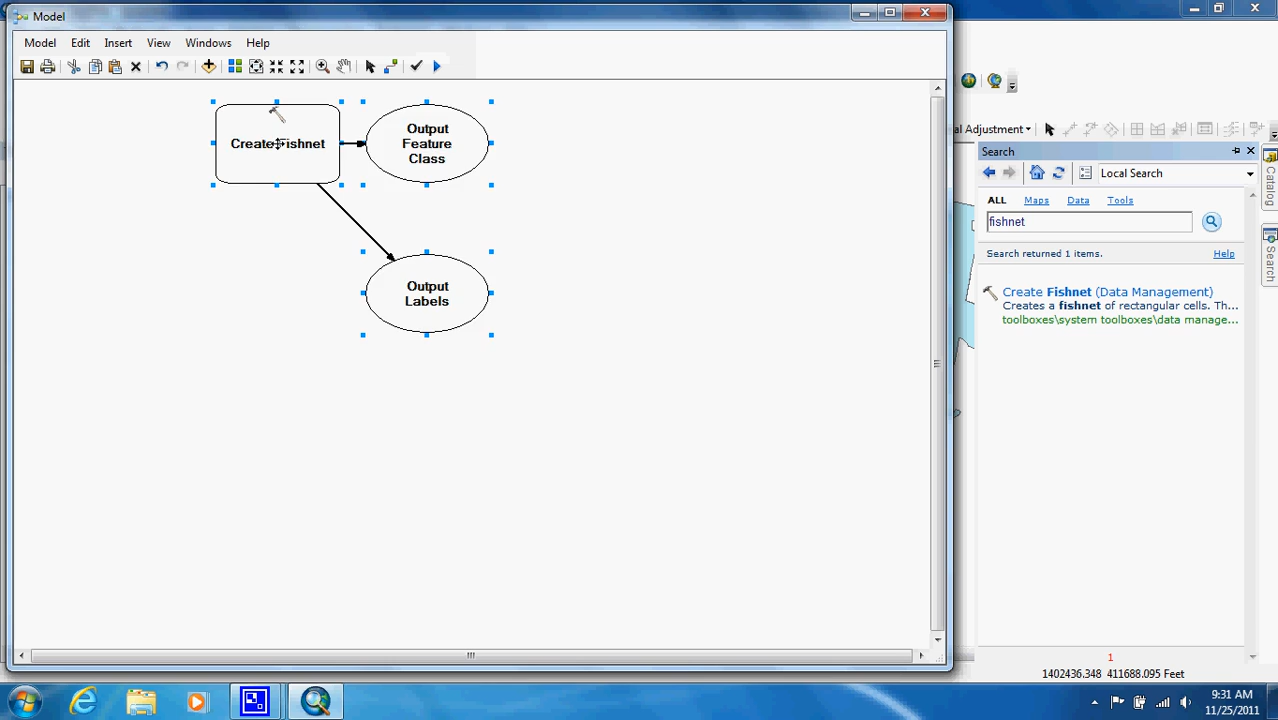 Model
Model Edit Insert View Windows Help
Create Fishnet
Output
Feature
Class
Output
Labels
al Adjustment
Search
Local Search
ALL Maps Data Tools
fishnet
Search returned 1 items. Help
Create Fishnet (Data Management)
Creates a fishnet of rectangular cells. Th...
toolboxes\system toolboxes\data manage...
Catalog
Search
1
1402436.348 411688.095 Feet
9:31 AM
11/25/2011